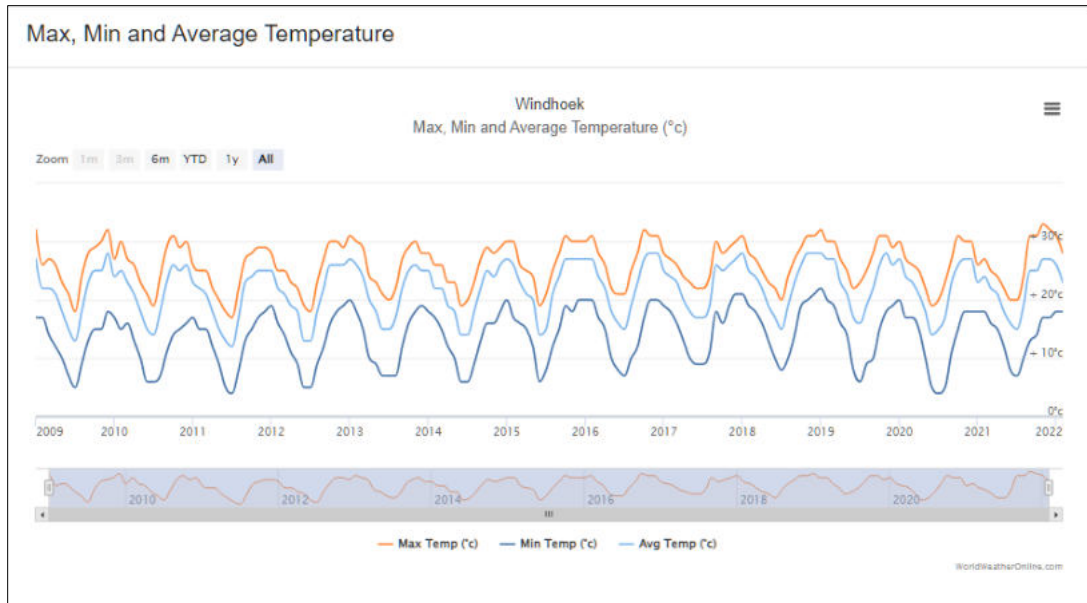 Max, Min and Average Temperature
Windhoek
Max, Min and Average Temperature (°c)
Zoom 1m 3m 6m YTD 1y All
+ 30°c
+ 20°c
+ 10°c
0°c
2009 2010 2011 2012 2013 2014 2015 2016 2017 2018 2019 2020 2021 2022
2010 2012 2014 2016 2018 2020
Max Temp (°c) Min Temp (°c) Avg Temp (°c)
WorldWeatherOnline.com